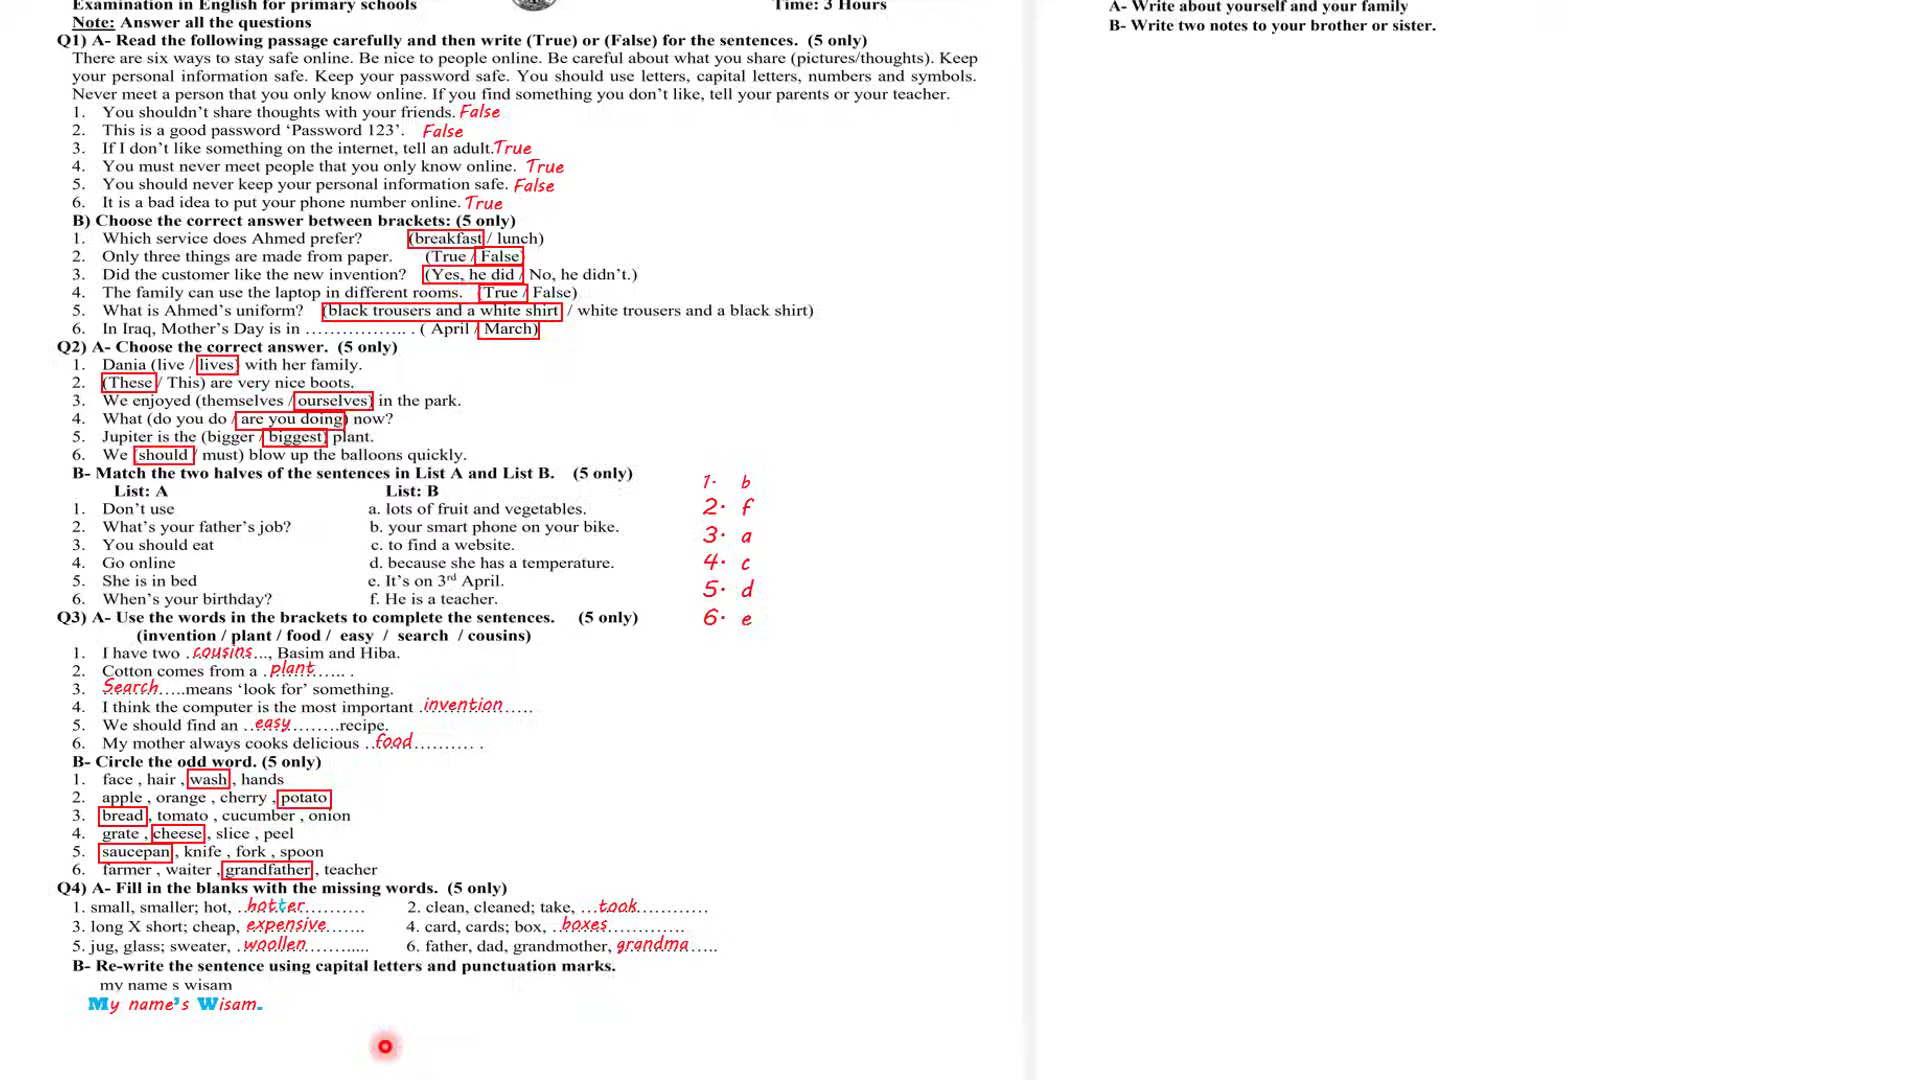 Examination in English for primary schools Time: 3 Hours
Note: Answer all the questions
Q1) A- Read the following passage carefully and then write (True) or (False) for the sentences. (5 only)
There are six ways to stay safe online. Be nice to people online. Be careful about what you share (pictures/thoughts). Keep
your personal information safe. Keep your password safe. You should use letters, capital letters, numbers and symbols.
Never meet a person that you only know online. If you find something you don't like, tell your parents or your teacher.
1. You shouldn't share thoughts with your friends. False
2. This is a good password 'Password 123'. False
3. If I don't like something on the internet, tell an adult. True
4. You must never meet people that you only know online. True
5. You should never keep your personal information safe. False
6. It is a bad idea to put your phone number online. True
B) Choose the correct answer between brackets: (5 only)
1. Which service does Ahmed prefer? (breakfast / lunch)
2. Only three things are made from paper. (True / False)
3. Did the customer like the new invention? (Yes, he did / No, he didn't.)
4. The family can use the laptop in different rooms. (True / False)
5. What is Ahmed's uniform? (black trousers and a white shirt / white trousers and a black shirt)
6. In Iraq, Mother's Day is in ……………… . ( April / March)
Q2) A- Choose the correct answer. (5 only)
1. Dania (live / lives) with her family.
2. (These / This) are very nice boots.
3. We enjoyed (themselves / ourselves) in the park.
4. What (do you do / are you doing) now?
5. Jupiter is the (bigger / biggest) plant.
6. We (should / must) blow up the balloons quickly.
B- Match the two halves of the sentences in List A and List B. (5 only)
List: A List: B
1. Don't use a. lots of fruit and vegetables.
2. What's your father's job? b. your smart phone on your bike.
3. You should eat c. to find a website.
4. Go online d. because she has a temperature.
5. She is in bed e. It's on 3rd April.
6. When's your birthday? f. He is a teacher.
1. b
2. f
3. a
4. c
5. d
6. e
Q3) A- Use the words in the brackets to complete the sentences. (5 only)
(invention / plant / food / easy / search / cousins)
1. I have two .cousins..., Basim and Hiba.
2. Cotton comes from a .plant…... .
3. Search…..means 'look for' something.
4. I think the computer is the most important .invention…..
5. We should find an ..easy………recipe.
6. My mother always cooks delicious ..food………. .
B- Circle the odd word. (5 only)
1. face , hair , wash , hands
2. apple , orange , cherry , potato
3. bread , tomato , cucumber , onion
4. grate , cheese , slice , peel
5. saucepan , knife , fork , spoon
6. farmer , waiter , grandfather , teacher
Q4) A- Fill in the blanks with the missing words. (5 only)
1. small, smaller; hot, ..hotter………. 2. clean, cleaned; take, …took…………
3. long X short; cheap, expensive……. 4. card, cards; box, ..boxes………….
5. jug, glass; sweater, .woollen……..... 6. father, dad, grandmother, grandma…..
B- Re-write the sentence using capital letters and punctuation marks.
my name s wisam
My name's Wisam.
A- Write about yourself and your family
B- Write two notes to your brother or sister.